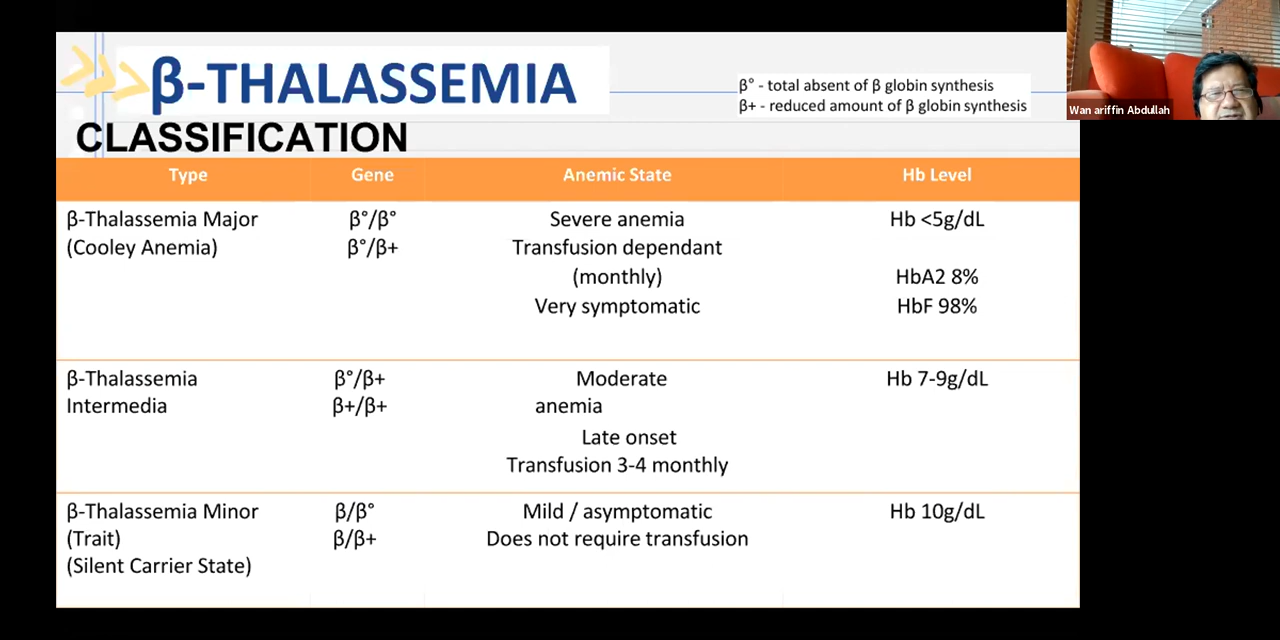 β-THALASSEMIA
CLASSIFICATION
β° - total absent of β globin synthesis
β+ - reduced amount of β globin synthesis
Wan ariffin Abdullah
Type Gene Anemic State Hb Level
β-Thalassemia Major β°/β° Severe anemia Hb <5g/dL
(Cooley Anemia) β°/β+ Transfusion dependant
(monthly) HbA2 8%
Very symptomatic HbF 98%
β-Thalassemia β°/β+ Moderate Hb 7-9g/dL
Intermedia β+/β+ anemia
Late onset
Transfusion 3-4 monthly
β-Thalassemia Minor β/β° Mild / asymptomatic Hb 10g/dL
(Trait) β/β+ Does not require transfusion
(Silent Carrier State)